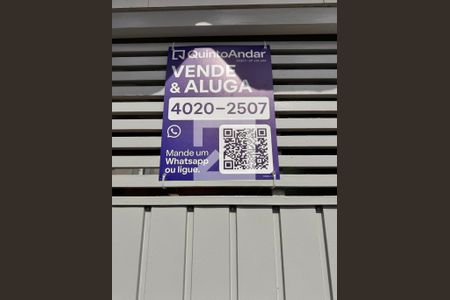 QuintoAndar
VENDE
& ALUGA
4020-2507
Mande um
Whatsapp
ou ligue.